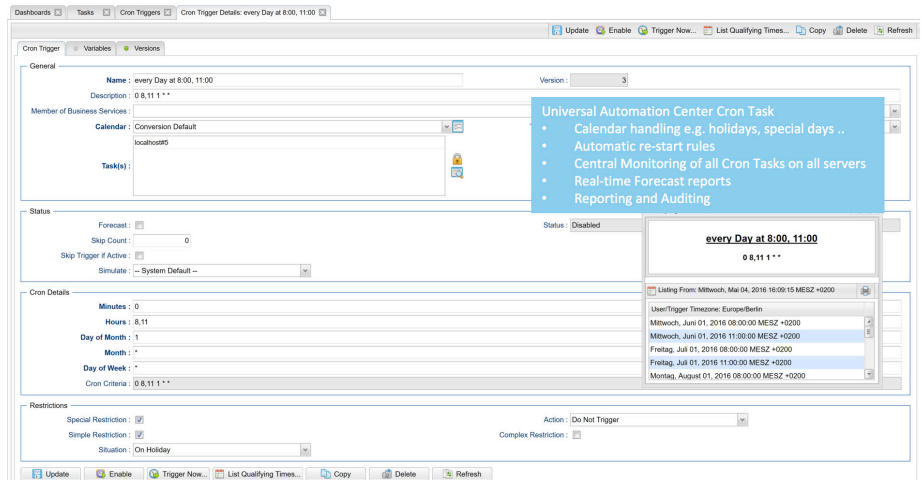 Dashboards Tasks Cron Triggers Cron Trigger Details: every Day at 8:00, 11:00
Update Enable Trigger Now... List Qualifying Times... Copy Delete Refresh
Cron Trigger Variables Versions
General
Name : every Day at 8:00, 11:00 Version : 3
Description : 0 8,11 1 * *
Member of Business Services :
Calendar : Conversion Default
Task(s) : localhost#5
Universal Automation Center Cron Task
• Calendar handling e.g. holidays, special days ..
• Automatic re-start rules
• Central Monitoring of all Cron Tasks on all servers
• Real-time Forecast reports
• Reporting and Auditing
Status
Forecast : Status : Disabled
Skip Count : 0
Skip Trigger if Active :
Simulate : -- System Default --
every Day at 8:00, 11:00
0 8,11 1 * *
Listing From: Mittwoch, Mai 04, 2016 16:09:15 MESZ +0200
User/Trigger Timezone: Europe/Berlin
Mittwoch, Juni 01, 2016 08:00:00 MESZ +0200
Mittwoch, Juni 01, 2016 11:00:00 MESZ +0200
Freitag, Juli 01, 2016 08:00:00 MESZ +0200
Freitag, Juli 01, 2016 11:00:00 MESZ +0200
Montag, August 01, 2016 08:00:00 MESZ +0200
Cron Details
Minutes : 0
Hours : 8,11
Day of Month : 1
Month : *
Day of Week : *
Cron Criteria : 0 8,11 1 * *
Restrictions
Special Restriction : Action : Do Not Trigger
Simple Restriction : Complex Restriction :
Situation : On Holiday
Update Enable Trigger Now... List Qualifying Times... Copy Delete Refresh